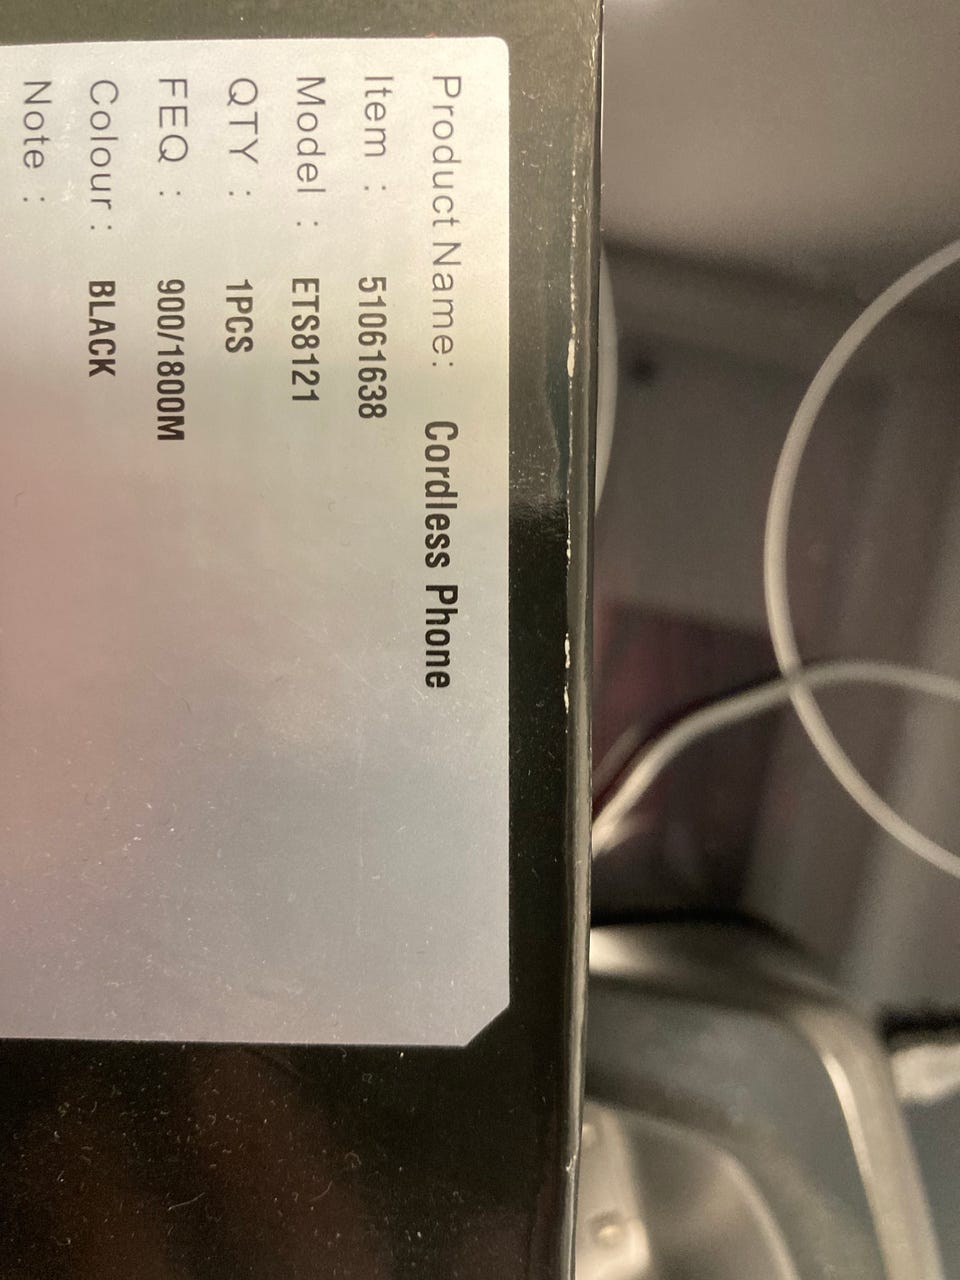 Product Name: Cordless Phone
Item : 51061638
Model : ETS8121
QTY : 1PCS
FEQ : 900/1800M
Colour : BLACK
Note :